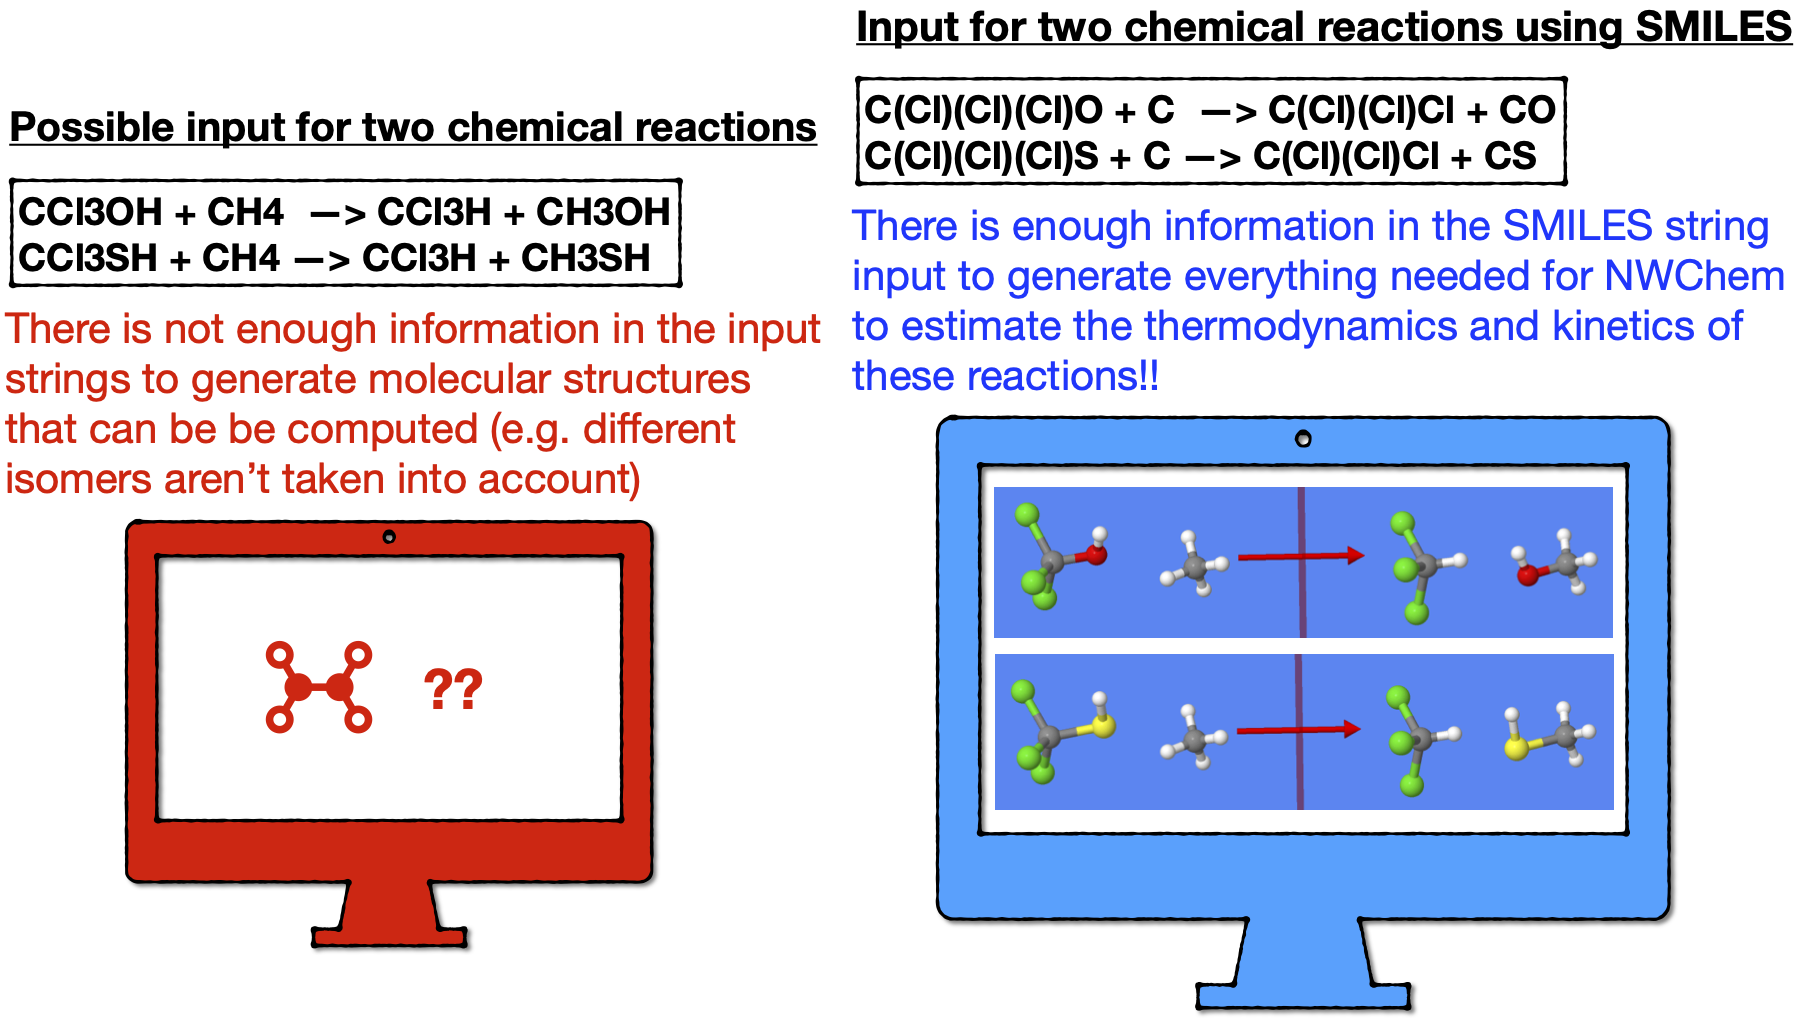 Possible input for two chemical reactions
CCl3OH + CH4 —> CCl3H + CH3OH
CCl3SH + CH4 —> CCl3H + CH3SH
There is not enough information in the input
strings to generate molecular structures
that can be be computed (e.g. different
isomers aren’t taken into account)
??
Input for two chemical reactions using SMILES
C(Cl)(Cl)(Cl)O + C —> C(Cl)(Cl)Cl + CO
C(Cl)(Cl)(Cl)S + C —> C(Cl)(Cl)Cl + CS
There is enough information in the SMILES string
input to generate everything needed for NWChem
to estimate the thermodynamics and kinetics of
these reactions!!